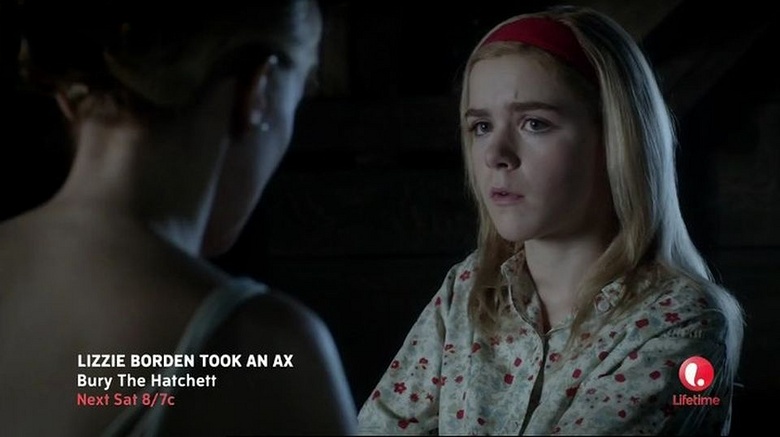 LIZZIE BORDEN TOOK AN AX
Bury The Hatchett
Next Sat 8/7c
Lifetime